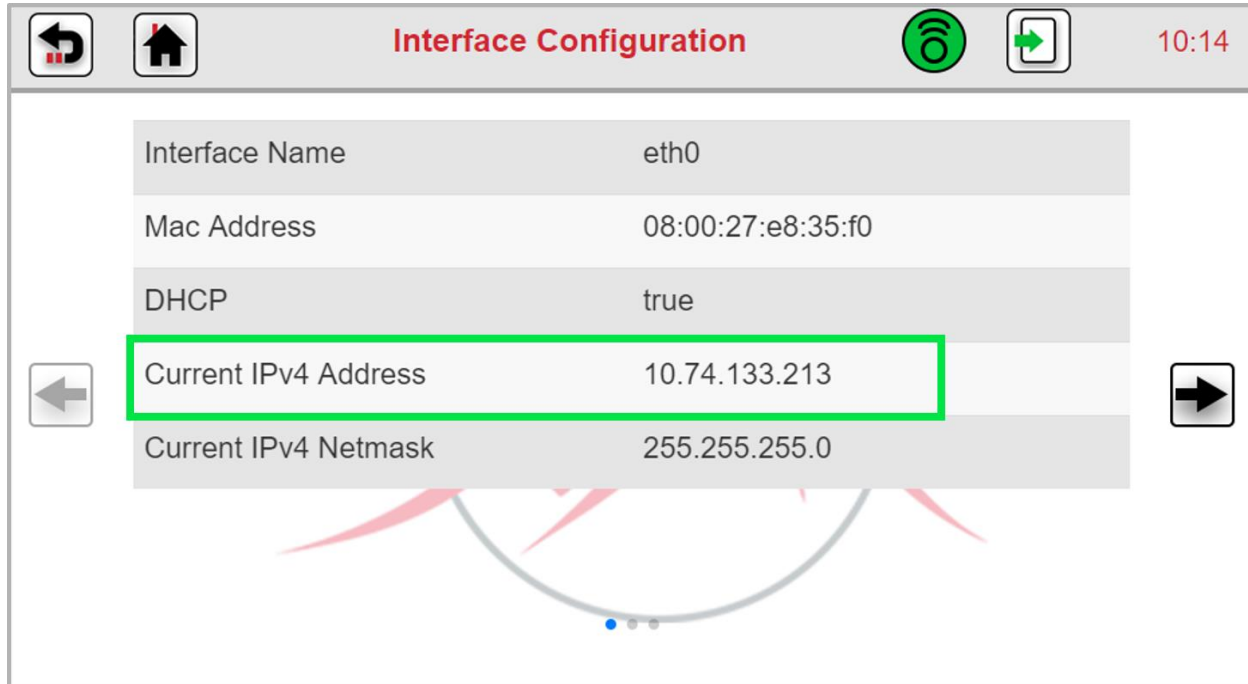 Interface Configuration 10:14
Interface Name eth0
Mac Address 08:00:27:e8:35:f0
DHCP true
Current IPv4 Address 10.74.133.213
Current IPv4 Netmask 255.255.255.0